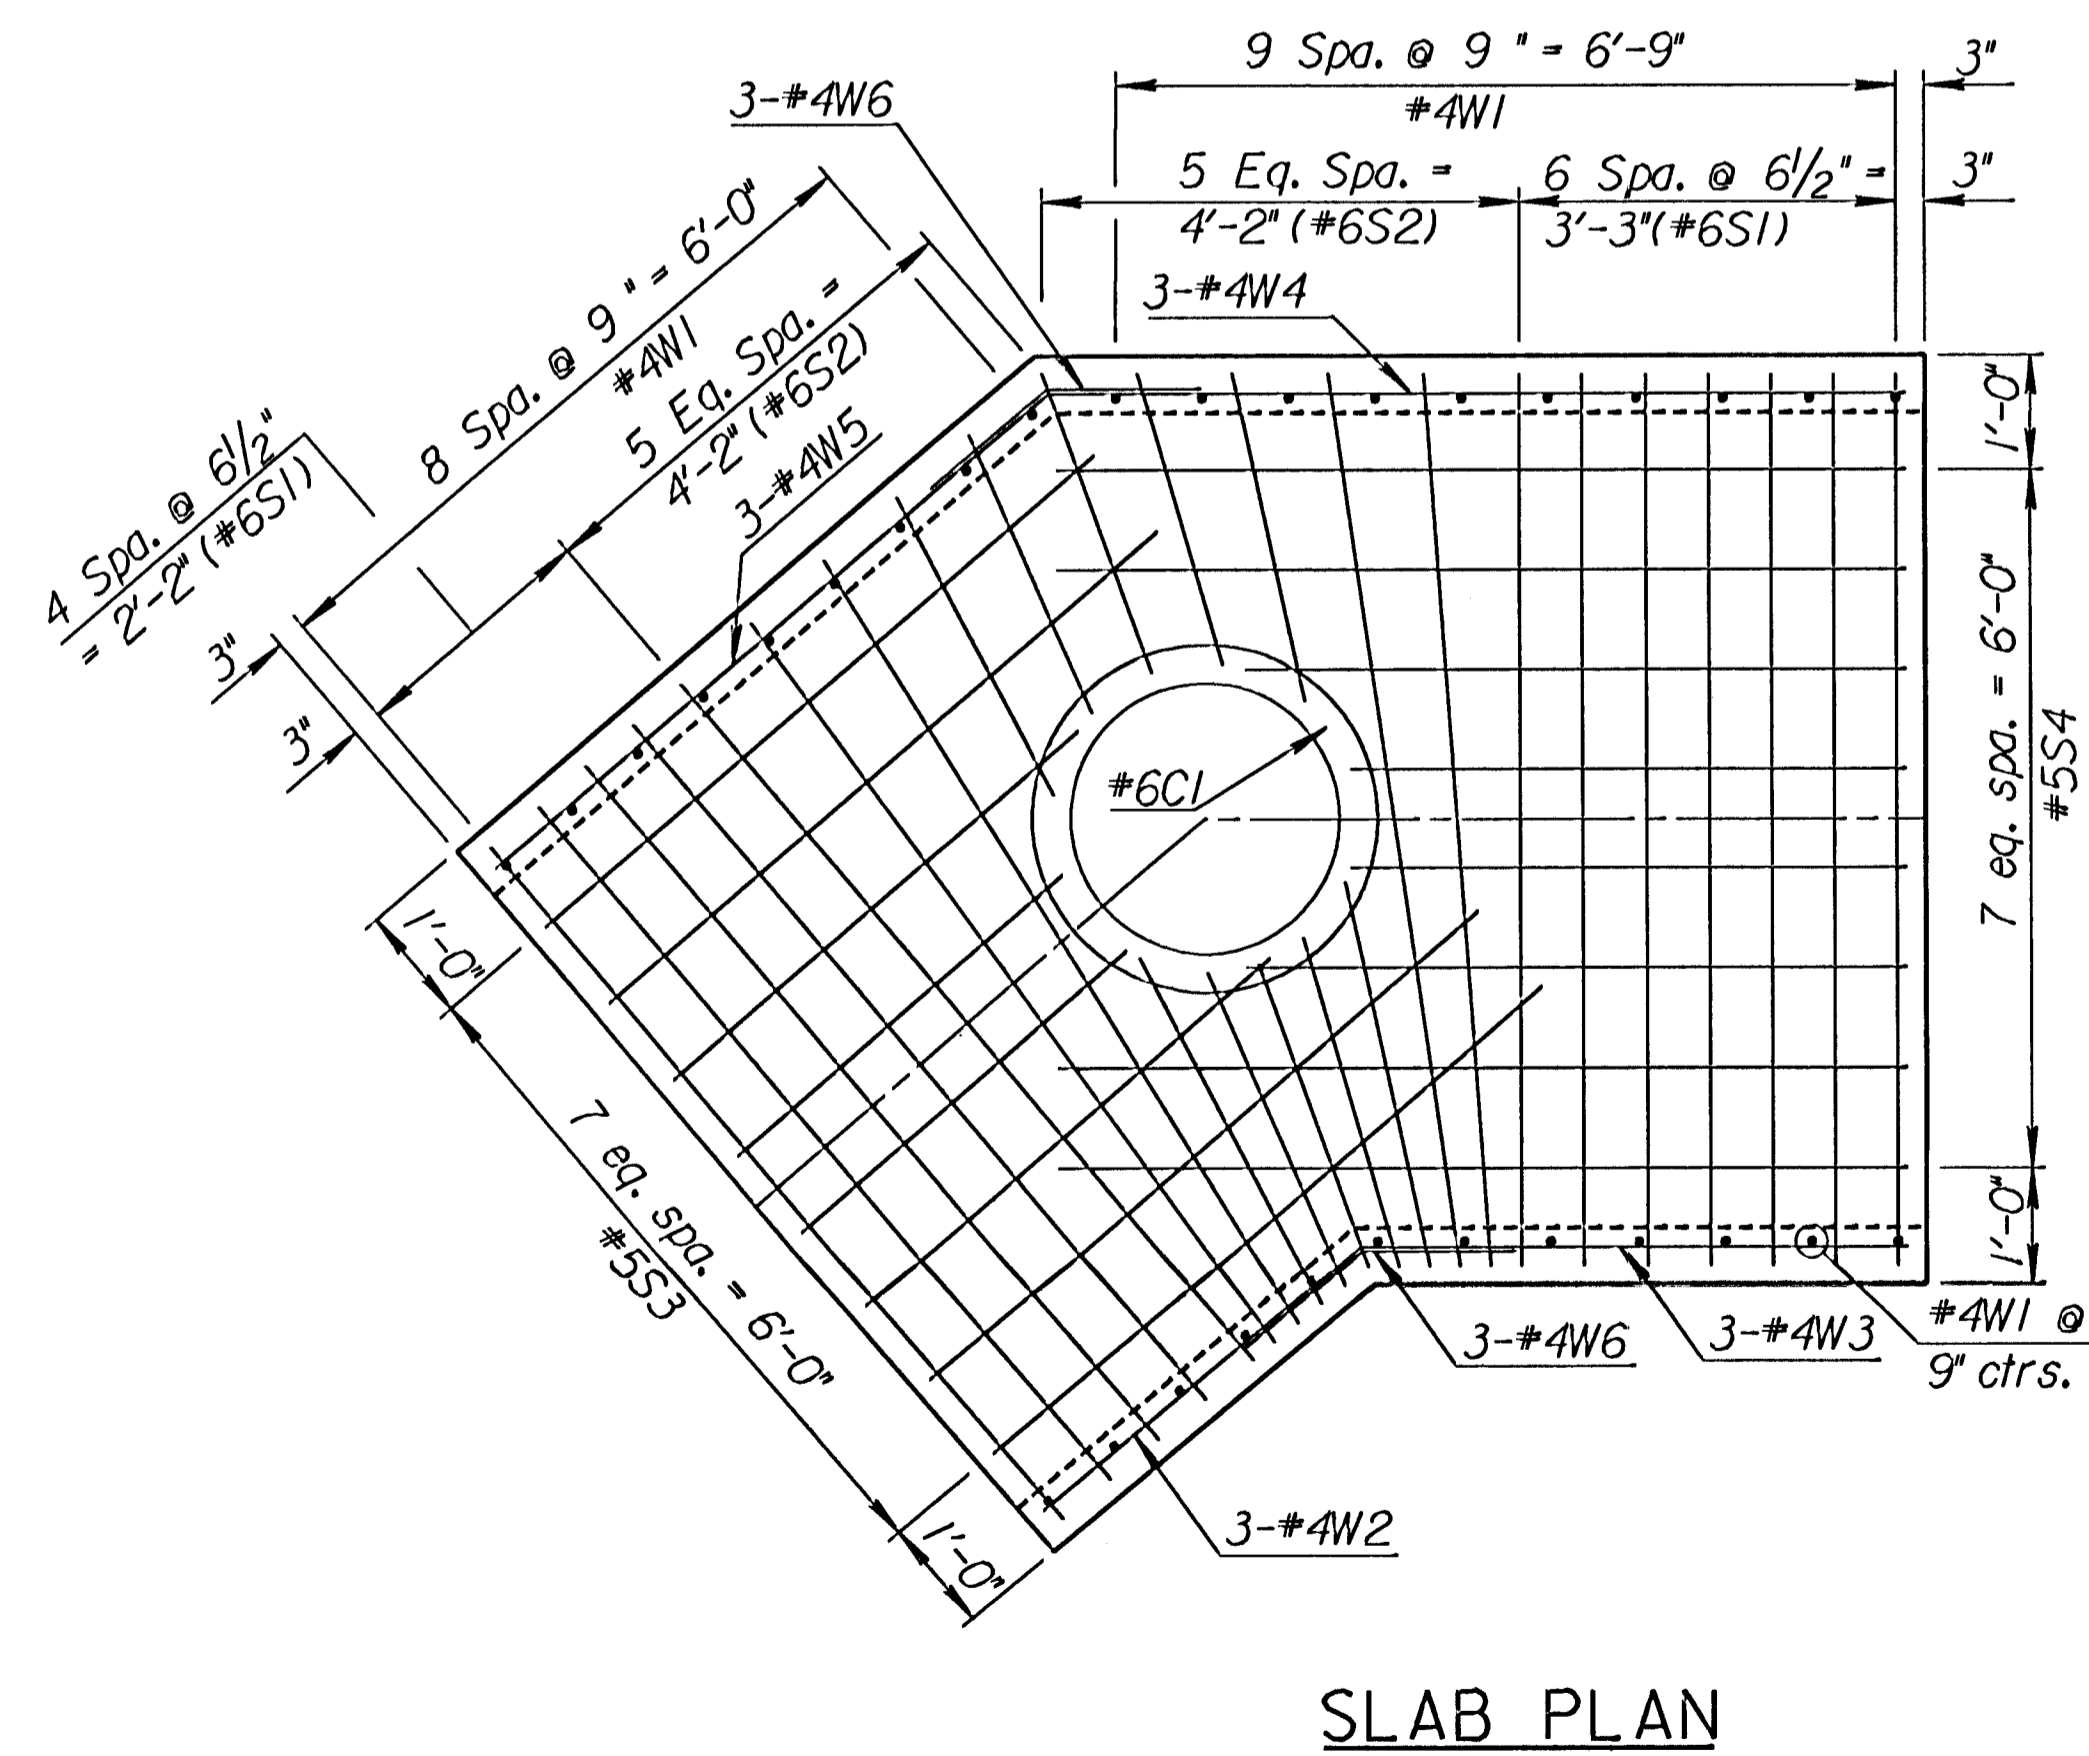 9 Spa. @ 9 " = 6'-9"
3"
#4W1
3-#4W6
5 Eq. Spa. =
6 Spa. @ 6 1/2" =
3"
4'-2" (#6S2)
3'-3" (#6S1)
3-#4W4
8 Spa. @ 9 " = 6'-0"
#4W1
5 Eq. Spa. =
4'-2" (#6S2)
3-#4W5
4 Spa. @ 6 1/2"
= 2'-2" (#6S1)
3"
3"
1'-0"
7 eq. spa. = 6'-0"
#5S4
1'-0"
#6C1
1'-0"
7 eq. spa. = 6'-0"
#5S3
1'-0"
3-#4W6
3-#4W3
#4W1 @
9" ctrs.
3-#4W2
SLAB PLAN